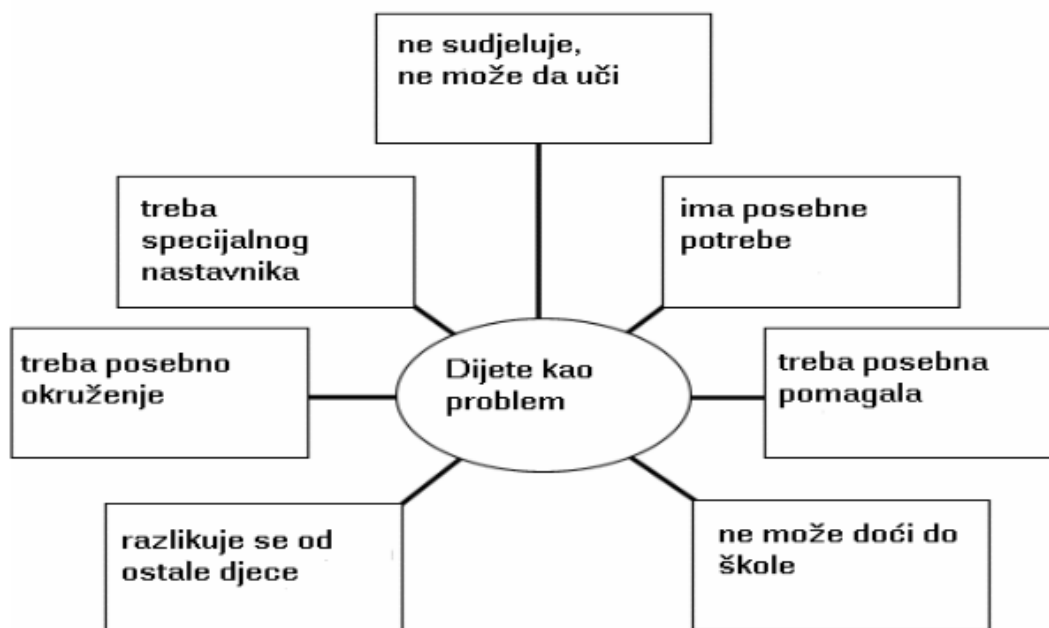 ne sudjeluje,
ne može da uči
treba
specijalnog
nastavnika
ima posebne
potrebe
treba posebno
okruženje
Dijete kao
problem
treba posebna
pomagala
razlikuje se od
ostale djece
ne može doći do
škole